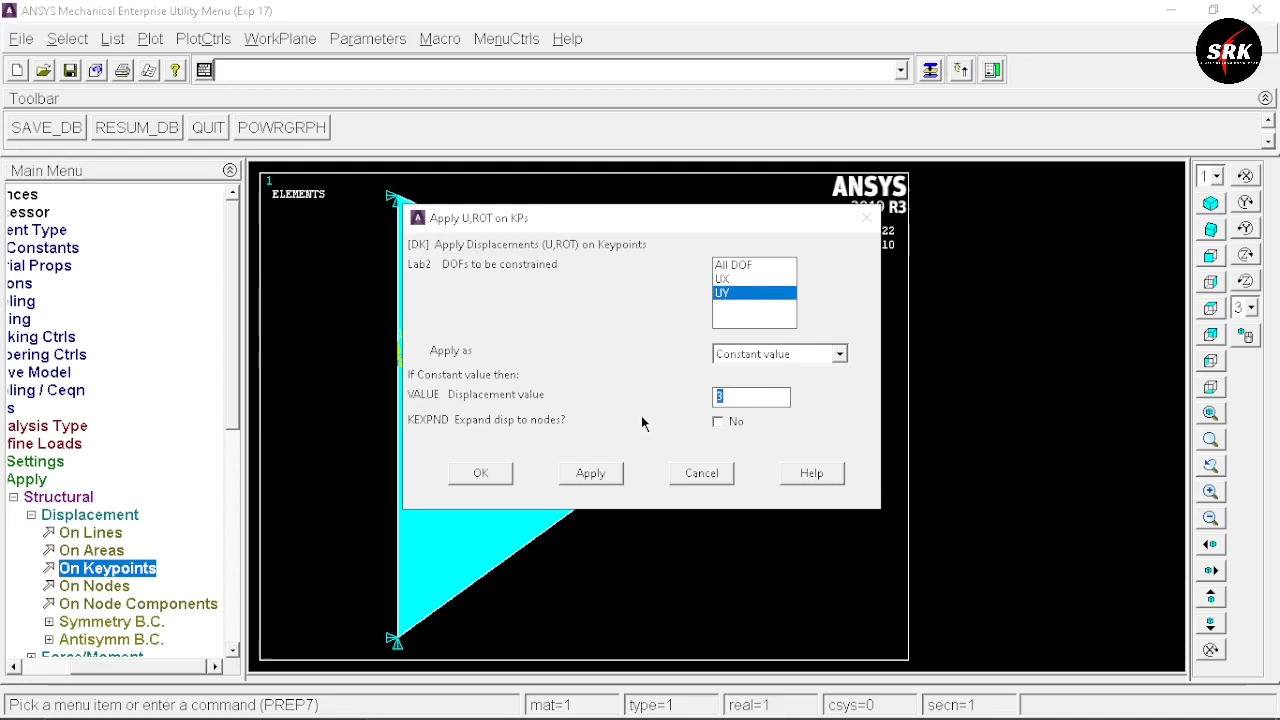 ANSYS Mechanical Enterprise Utility Menu (Exp 17)
File Select List Plot PlotCtrls WorkPlane Parameters Macro MenuCtrls Help
SRK
Toolbar
SAVE_DB RESUM_DB QUIT POWRGRPH
Main Menu
nces
essor
ent Type
Constants
rial Props
ons
ling
ing
king Ctrls
bering Ctrls
ve Model
ling / Ceqn
s
alysis Type
fine Loads
Settings
Apply
Structural
Displacement
On Lines
On Areas
On Keypoints
On Nodes
On Node Components
Symmetry B.C.
Antisymm B.C.
Force/Moment
1
ELEMENTS
ANSYS
2019 R3
22
10
Apply U,ROT on KPs
[DK] Apply Displacements (U,ROT) on Keypoints
Lab2 DOFs to be constrained
All DOF
UX
UY
Apply as
Constant value
If Constant value then:
VALUE Displacement value
3
KEXPND Expand disp to nodes?
No
OK Apply Cancel Help
1
3
Pick a menu item or enter a command (PREP7) mat=1 type=1 real=1 csys=0 secn=1